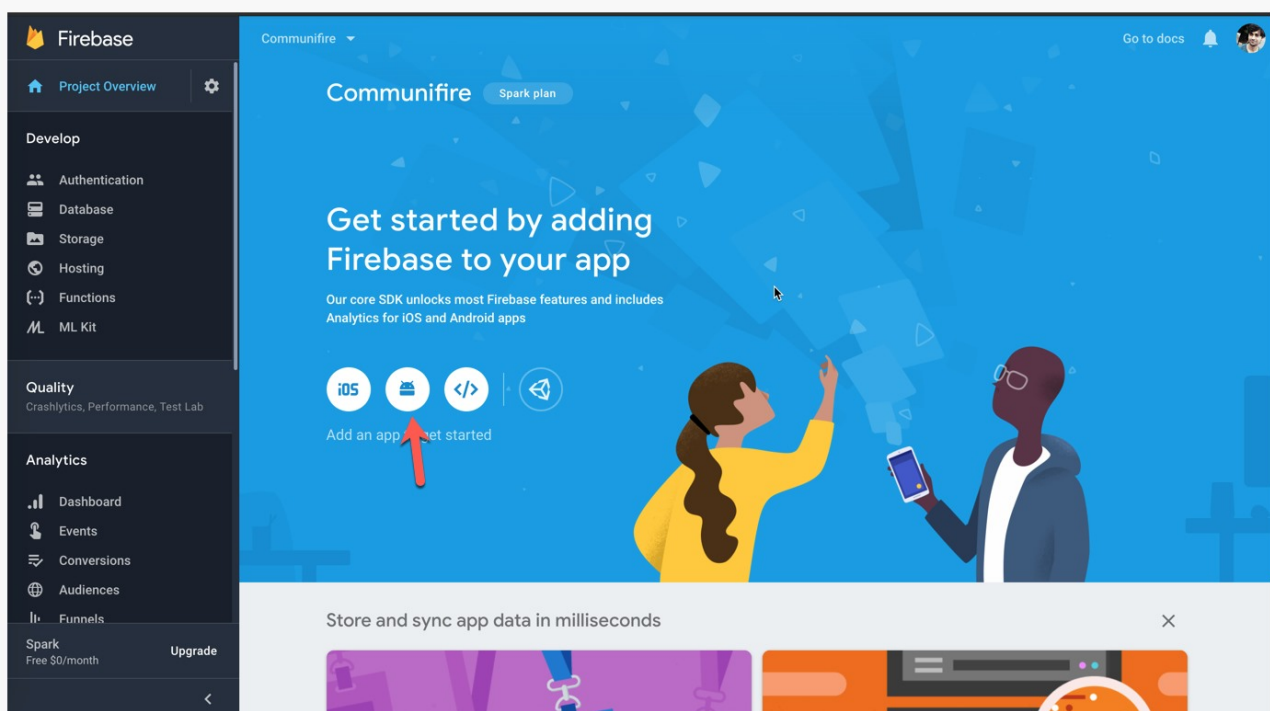 Firebase
Project Overview
Develop
Authentication
Database
Storage
Hosting
Functions
ML Kit
Quality
Crashlytics, Performance, Test Lab
Analytics
Dashboard
Events
Conversions
Audiences
Funnels
Spark
Free $0/month
Upgrade
Communifire
Go to docs
Communifire
Spark plan
Get started by adding
Firebase to your app
Our core SDK unlocks most Firebase features and includes
Analytics for iOS and Android apps
iOS
Add an app get started
Store and sync app data in milliseconds